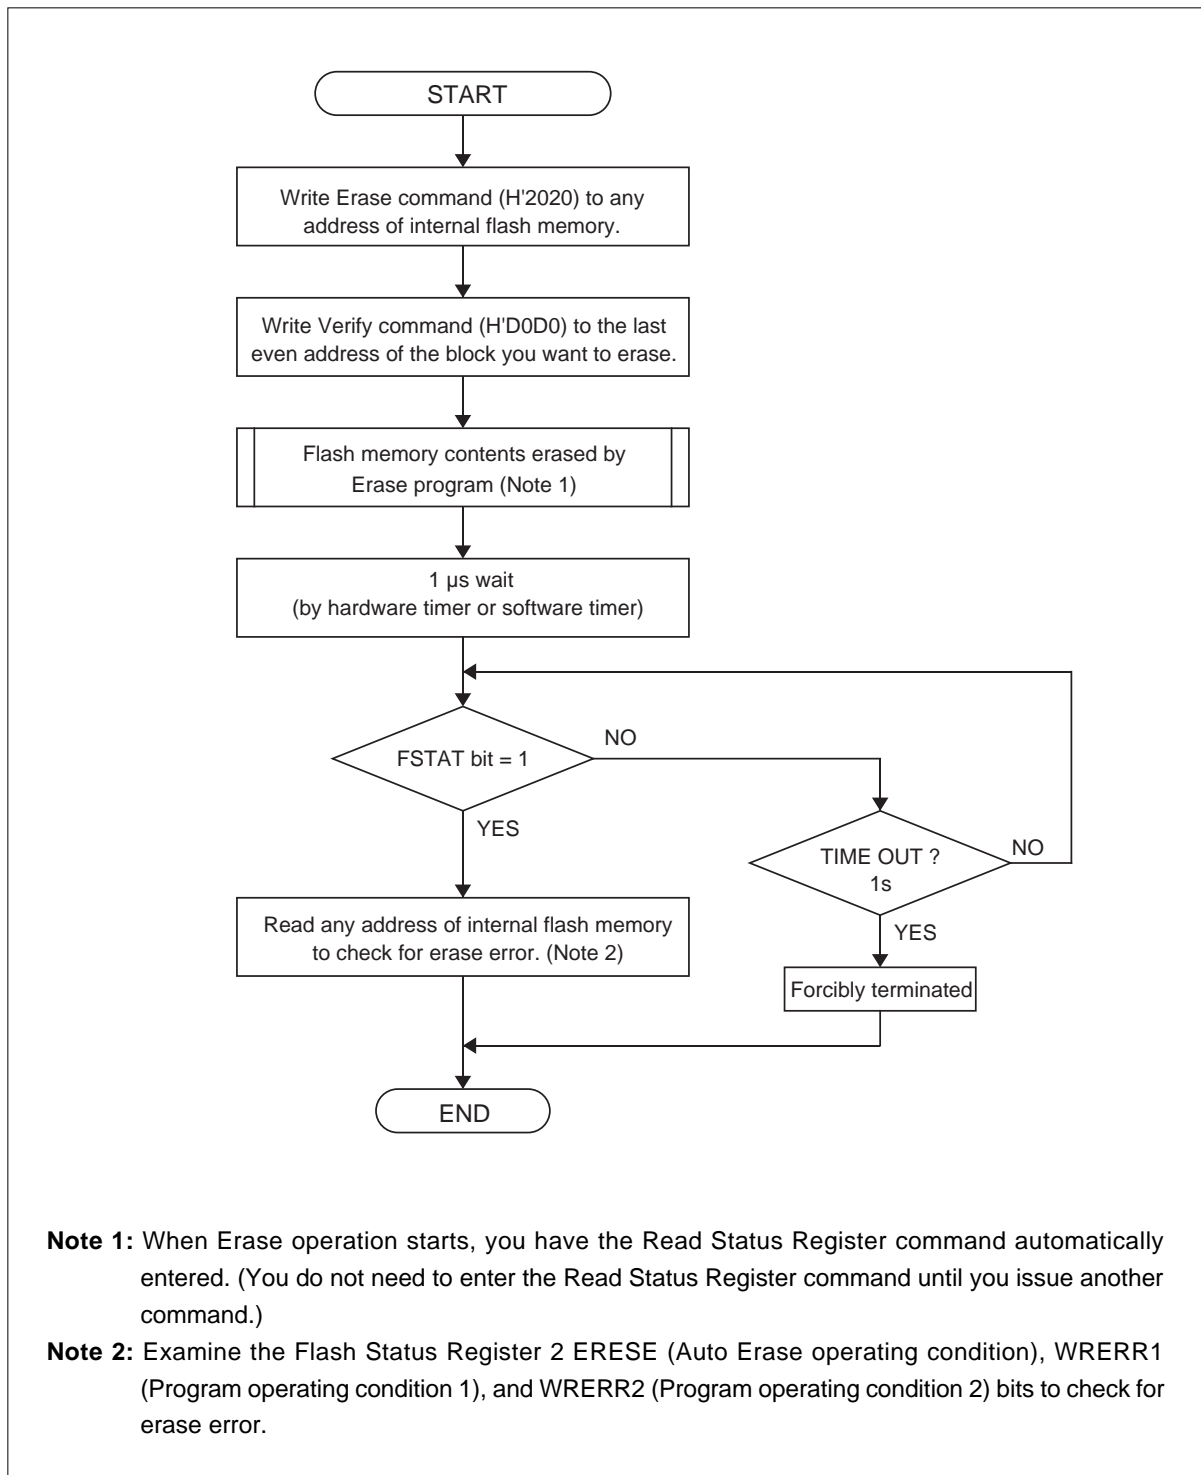 START
Write Erase command (H'2020) to any
address of internal flash memory.
Write Verify command (H'D0D0) to the last
even address of the block you want to erase.
Flash memory contents erased by
Erase program (Note 1)
1 µs wait
(by hardware timer or software timer)
FSTAT bit = 1
NO
YES
TIME OUT ?
1s
NO
YES
Read any address of internal flash memory
to check for erase error. (Note 2)
Forcibly terminated
END
Note 1: When Erase operation starts, you have the Read Status Register command automatically
entered. (You do not need to enter the Read Status Register command until you issue another
command.)
Note 2: Examine the Flash Status Register 2 ERESE (Auto Erase operating condition), WRERR1
(Program operating condition 1), and WRERR2 (Program operating condition 2) bits to check for
erase error.